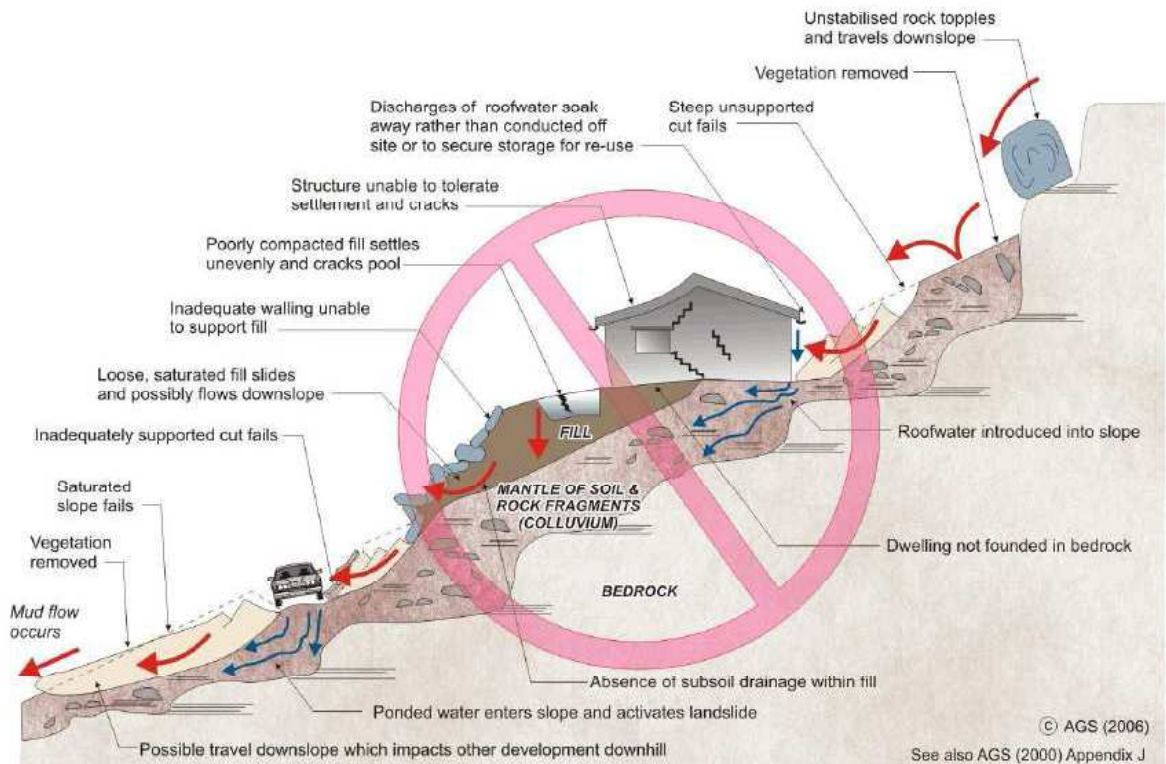 Unstabilised rock topples
and travels downslope
Vegetation removed
Discharges of roofwater soak
away rather than conducted off
site or to secure storage for re-use
Steep unsupported
cut fails
Structure unable to tolerate
settlement and cracks
Poorly compacted fill settles
unevenly and cracks pool
Inadequate walling unable
to support fill
Loose, saturated fill slides
and possibly flows downslope
Inadequately supported cut fails
Saturated
slope fails
Vegetation
removed
Mud flow
occurs
FILL
MANTLE OF SOIL &
ROCK FRAGMENTS
(COLLUVIUM)
BEDROCK
Roofwater introduced into slope
Dwelling not founded in bedrock
Absence of subsoil drainage within fill
Ponded water enters slope and activates landslide
Possible travel downslope which impacts other development downhill
© AGS (2006)
See also AGS (2000) Appendix J